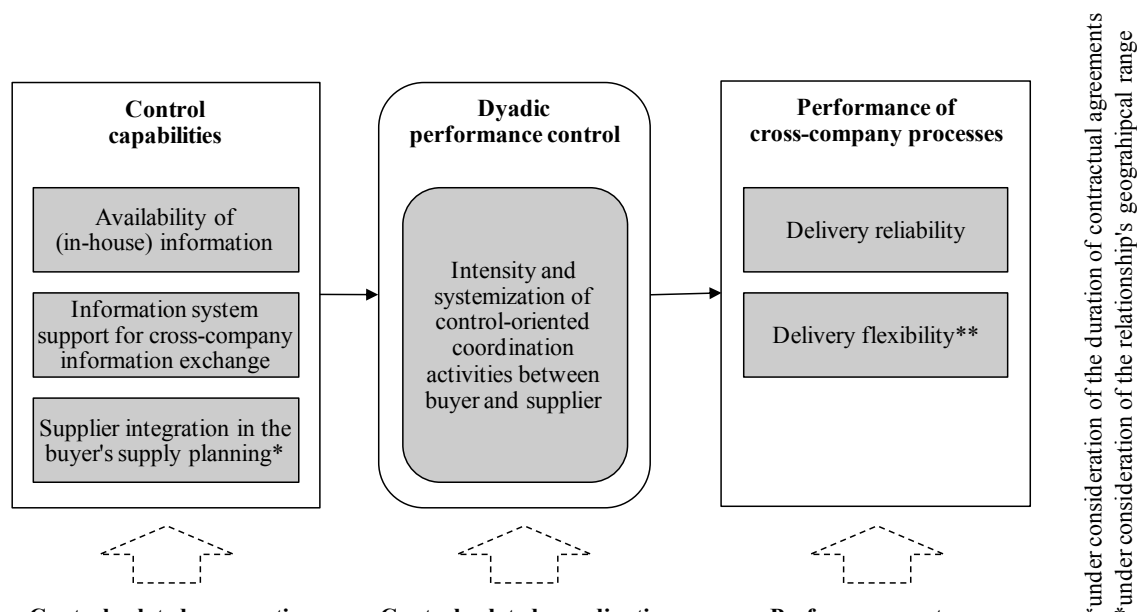 Control
capabilities
Availability of
(in-house) information
Information system
support for cross-company
information exchange
Supplier integration in the
buyer's supply planning*
Dyadic
performance control
Intensity and
systemization of
control-oriented
coordination
activities between
buyer and supplier
Performance of
cross-company processes
Delivery reliability
Delivery flexibility**
*under consideration of the duration of contractual agreements
*under consideration of the relationship's geograhipcal range